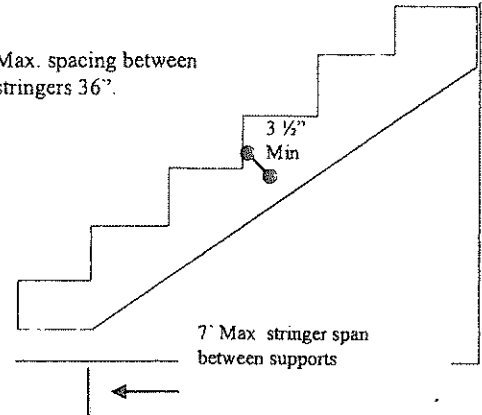 Max. spacing between
stringers 36".
3 ½"
Min
7' Max stringer span
between supports